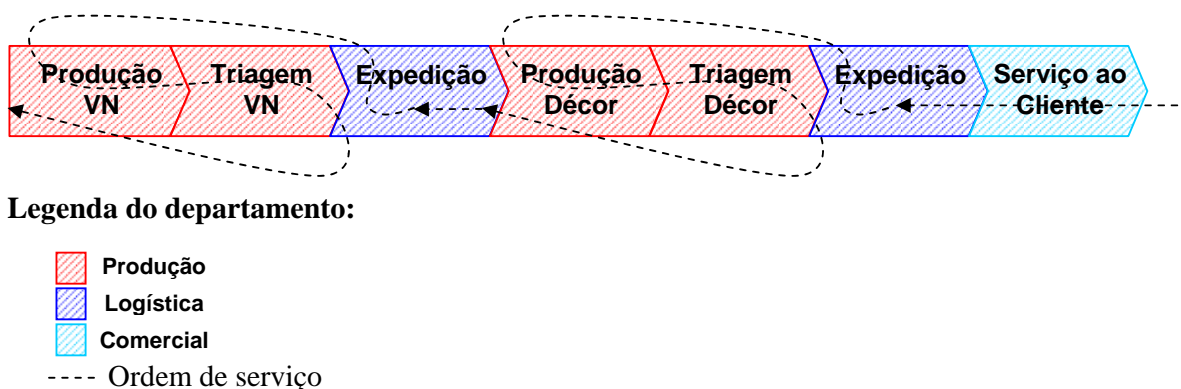 Produção VN
Triagem VN
Expedição
Produção Décor
Triagem Décor
Expedição
Serviço ao Cliente
Legenda do departamento:
Produção
Logística
Comercial
---- Ordem de serviço